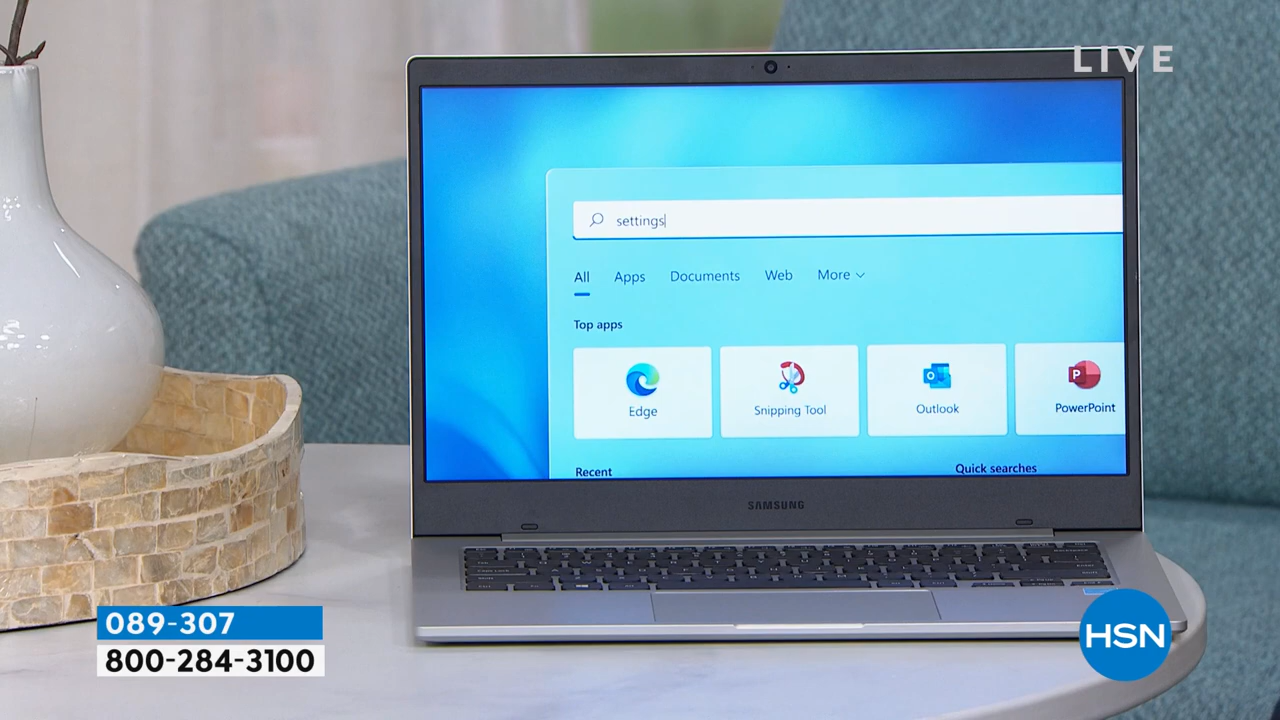 LIVE
settings
All Apps Documents Web More
Top apps
Edge Snipping Tool Outlook PowerPoint
Recent Quick searches
SAMSUNG
089-307
800-284-3100
HSN